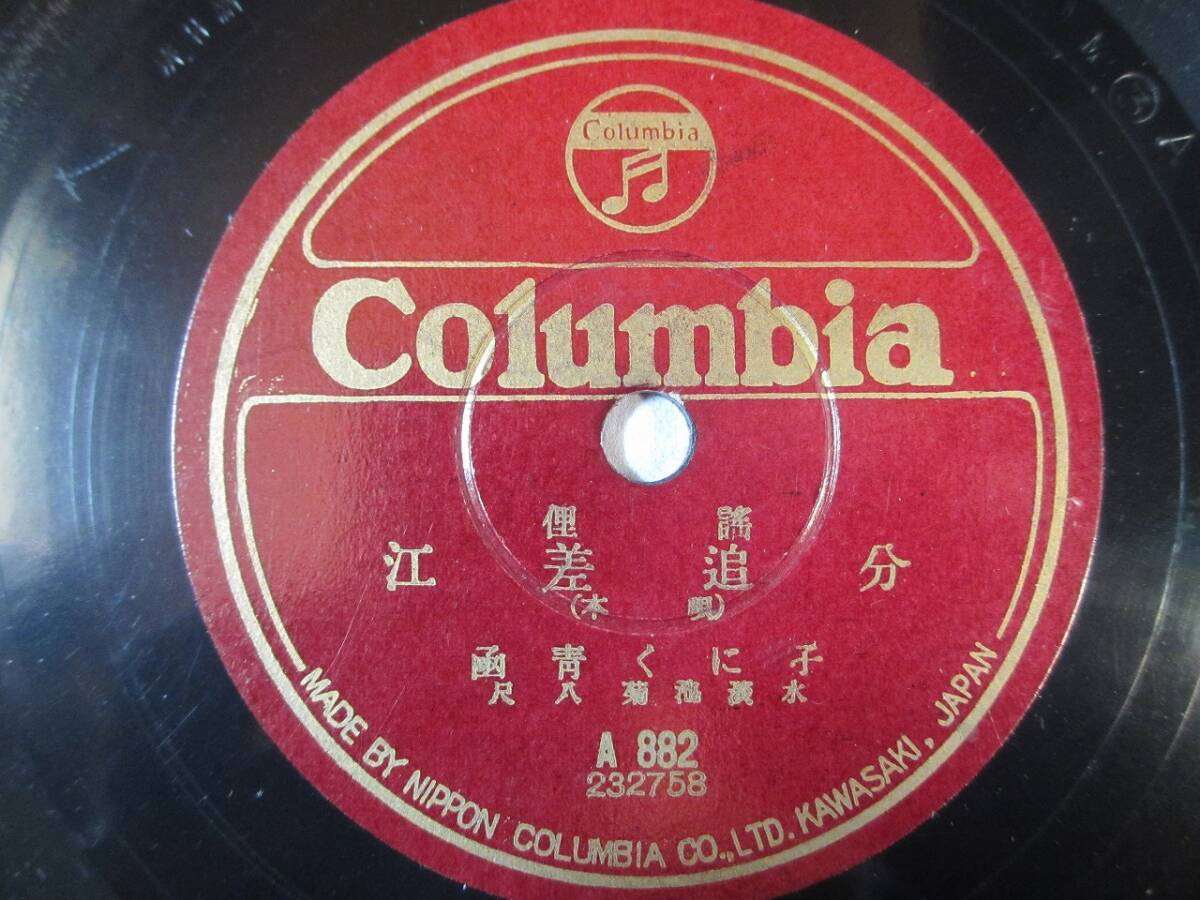 Columbia
Columbia
俚謠
江差追分
(本唄)
函青くに子
尺八 菊池淡水
A 882
232758
MADE BY NIPPON COLUMBIA CO.,LTD. KAWASAKI, JAPAN